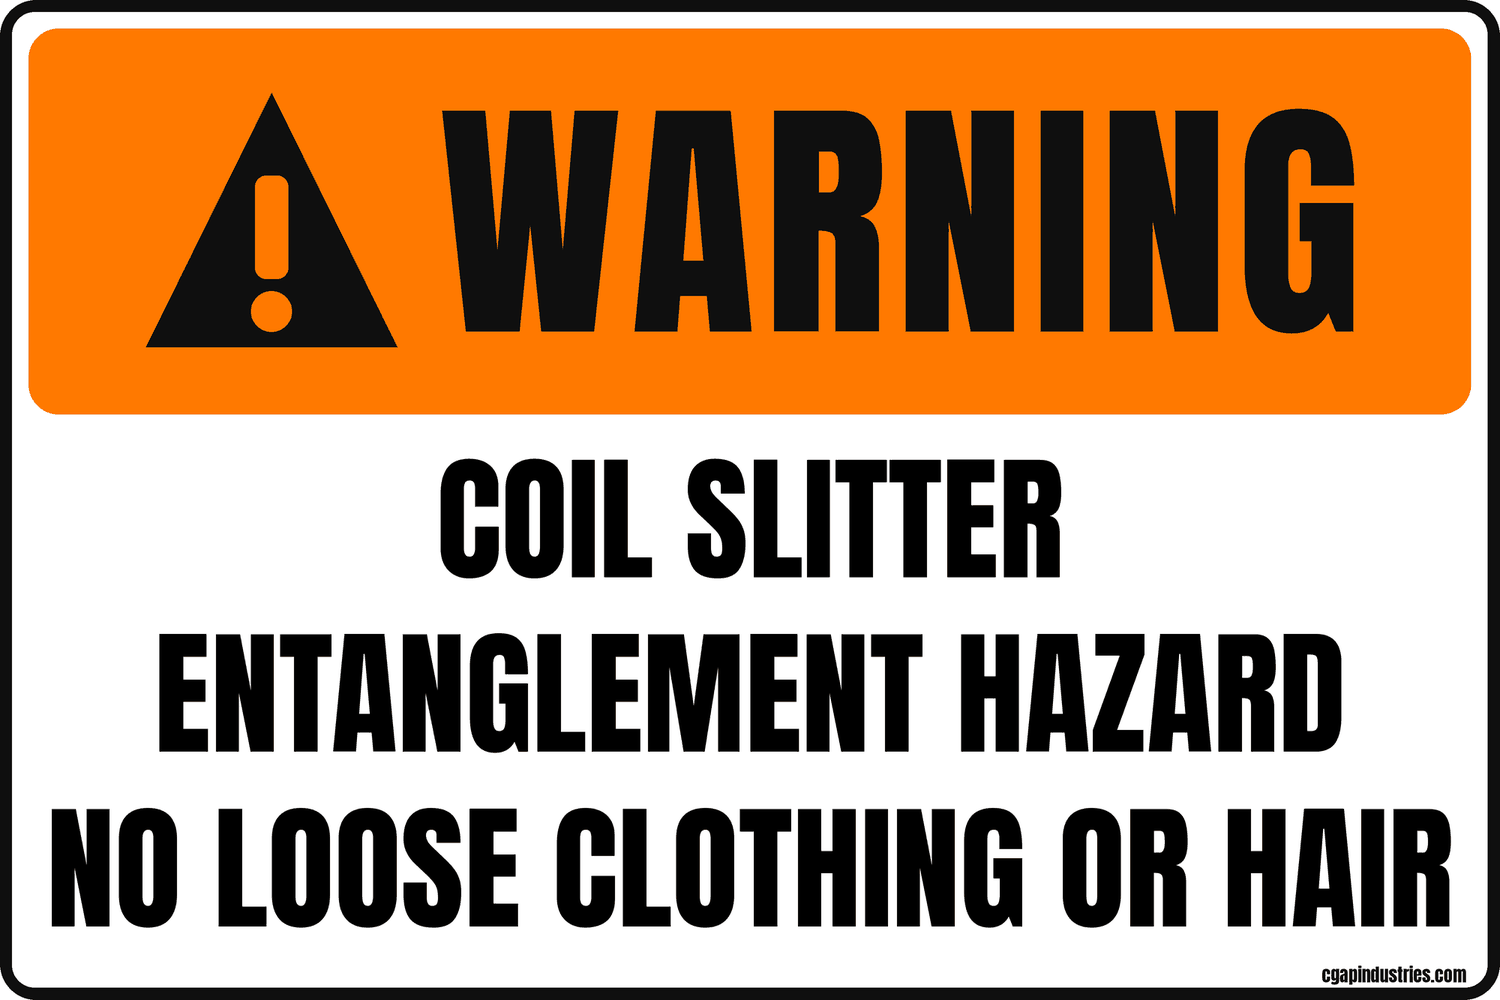 WARNING
COIL SLITTER
ENTANGLEMENT HAZARD
NO LOOSE CLOTHING OR HAIR
cgapindustries.com